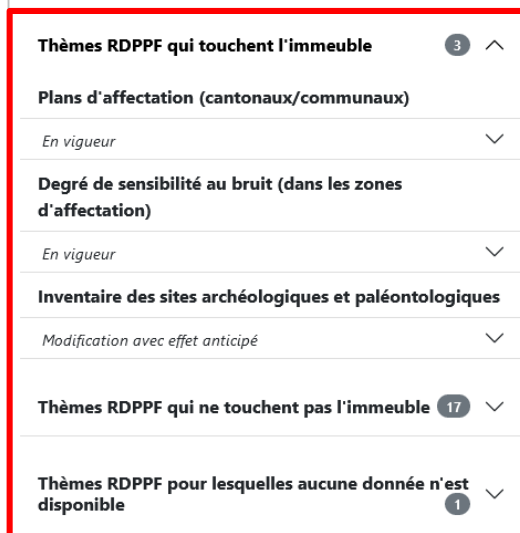 Thèmes RDPPF qui touchent l'immeuble 3
Plans d'affectation (cantonaux/communaux)
En vigueur
Degré de sensibilité au bruit (dans les zones
d'affectation)
En vigueur
Inventaire des sites archéologiques et paléontologiques
Modification avec effet anticipé
Thèmes RDPPF qui ne touchent pas l'immeuble 17
Thèmes RDPPF pour lesquelles aucune donnée n'est
disponible 1